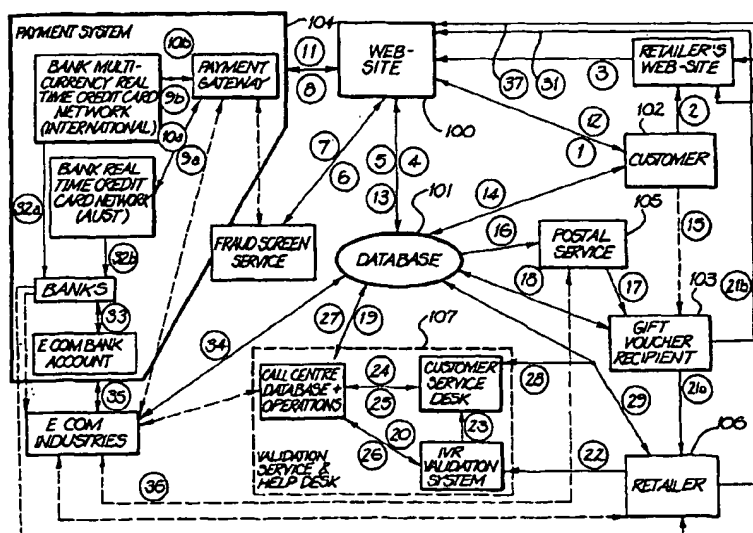 PAYMENT SYSTEM
104
10b
11
WEB-
SITE
37
31
3
RETAILER'S
WEB-SITE
BANK MULTI-
CURRENCY REAL
TIME CREDIT CARD
NETWORK
(INTERNATIONAL)
9b
PAYMENT
GATEWAY
8
100
12
102
2
10a
9a
7
6
5
4
1
CUSTOMER
BANK REAL
TIME CREDIT
CARD NETWORK
(AUST)
13
101
14
105
15
32a
32b
FRAUD SCREEN
SERVICE
DATABASE
16
POSTAL
SERVICE
BANKS
18
17
103
21b
33
34
27
19
107
GIFT
VOUCHER
RECIPIENT
E COM BANK
ACCOUNT
CALL CENTRE
DATABASE +
OPERATIONS
24
25
CUSTOMER
SERVICE
DESK
28
29
21a
35
E COM
INDUSTRIES
23
106
26
20
VALIDATION
SERVICE &
HELP DESK
IVR
VALIDATION
SYSTEM
22
RETAILER
36